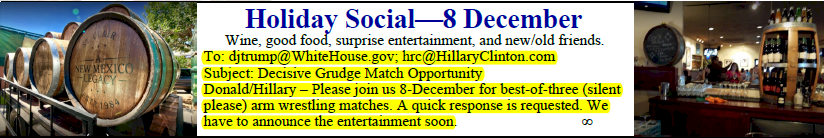 Holiday Social—8 December
Wine, good food, surprise entertainment, and new/old friends.
To: djtrump@WhiteHouse.gov; hrc@HillaryClinton.com
Subject: Decisive Grudge Match Opportunity
Donald/Hillary – Please join us 8-December for best-of-three (silent
please) arm wrestling matches. A quick response is requested. We
have to announce the entertainment soon. ∞
NEW MEXICO
LEGACY